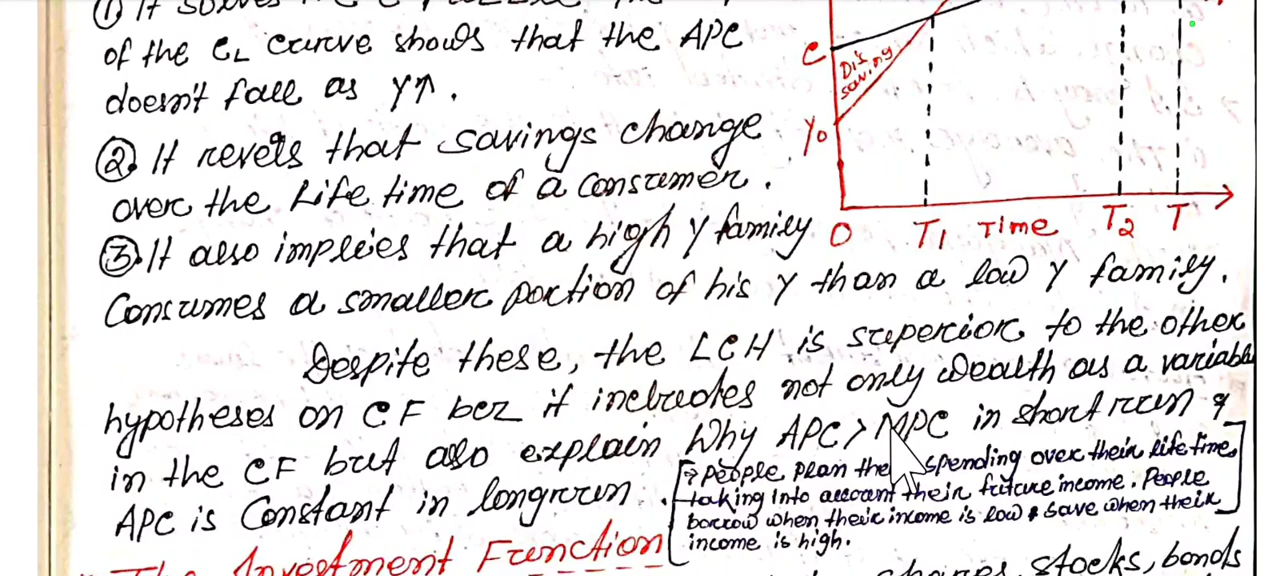 of the CL curve shows that the APC
doesn't fall as Y↑.
② It revels that savings change
over the Life time of a Consumer.
③ It also implies that a high Y family
Consumes a smaller portion of his Y than a low Y family.
Despite these, the LCH is superior to the other
hypotheses on CF bcz it includes not only Wealth as a variable
in the CF but also explain Why APC > MPC in short run &
APC is Constant in longrun.
→ People plan their spending over their life time
taking into account their future income. People
borrow when their income is low & save when their
income is high.
The Investment Function
shares, stocks, bonds
C
Dis
saving
Y0
O T1 Time T2 T